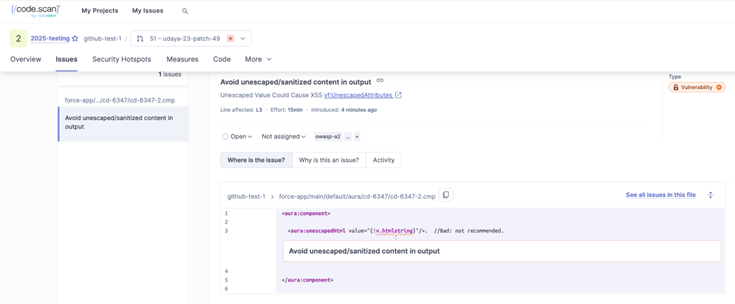 [/code.scan]
by autorabit
My Projects
My Issues
2
2025-testing
github-test-1 /
51 – udaya-23-patch-49
Overview
Issues
Security Hotspots
Measures
Code
More
1 issues
force-app/.../cd-6347/cd-6347-2.cmp
Avoid unescaped/sanitized content in
output
Avoid unescaped/sanitized content in output
Unescaped Value Could Cause XSS vf:UnescapedAttributes
Line affected: L3 · Effort: 15min · Introduced: 4 minutes ago
Type
Vulnerability
Open
Not assigned
owasp-a2 ... +
Where is the issue?
Why is this an issue?
Activity
github-test-1 > force-app/main/default/aura/cd-6347/cd-6347-2.cmp
See all issues in this file
1 <aura:component>
2
3 <aura:unescapedHtml value="{!v.htmlstring}"/>. //Bad: not recommended.
Avoid unescaped/sanitized content in output
4
5 </aura:component>
6